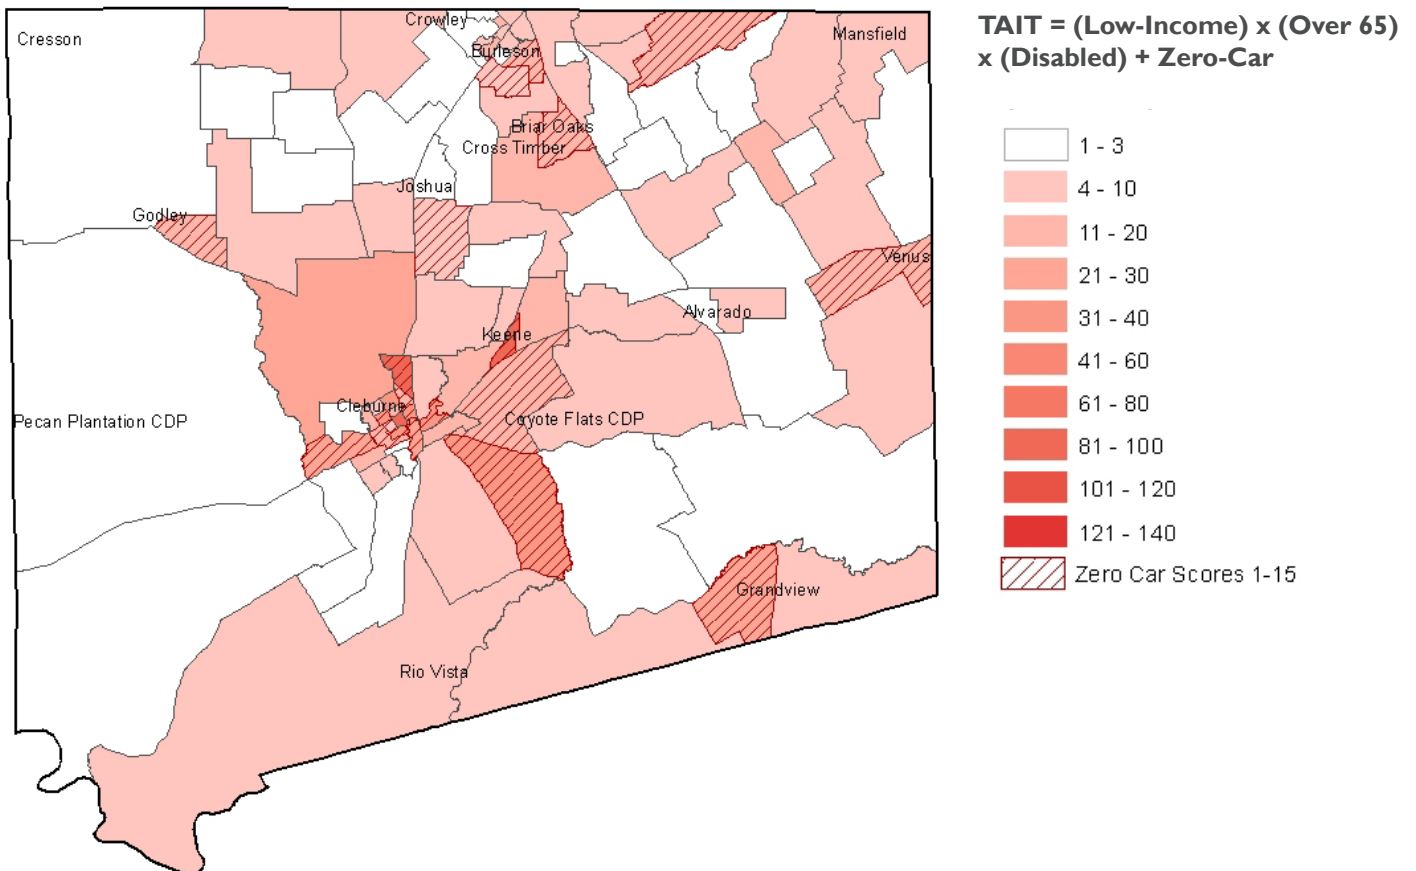 TAIT = (Low-Income) x (Over 65)
x (Disabled) + Zero-Car
Cresson
Crowley
Mansfield
Burleson
Briar Oaks
Cross Timber
Joshua
Godley
Venus
Alvarado
Keene
Cleburne
Pecan Plantation CDP
Coyote Flats CDP
Grandview
Rio Vista
1 - 3
4 - 10
11 - 20
21 - 30
31 - 40
41 - 60
61 - 80
81 - 100
101 - 120
121 - 140
Zero Car Scores 1-15